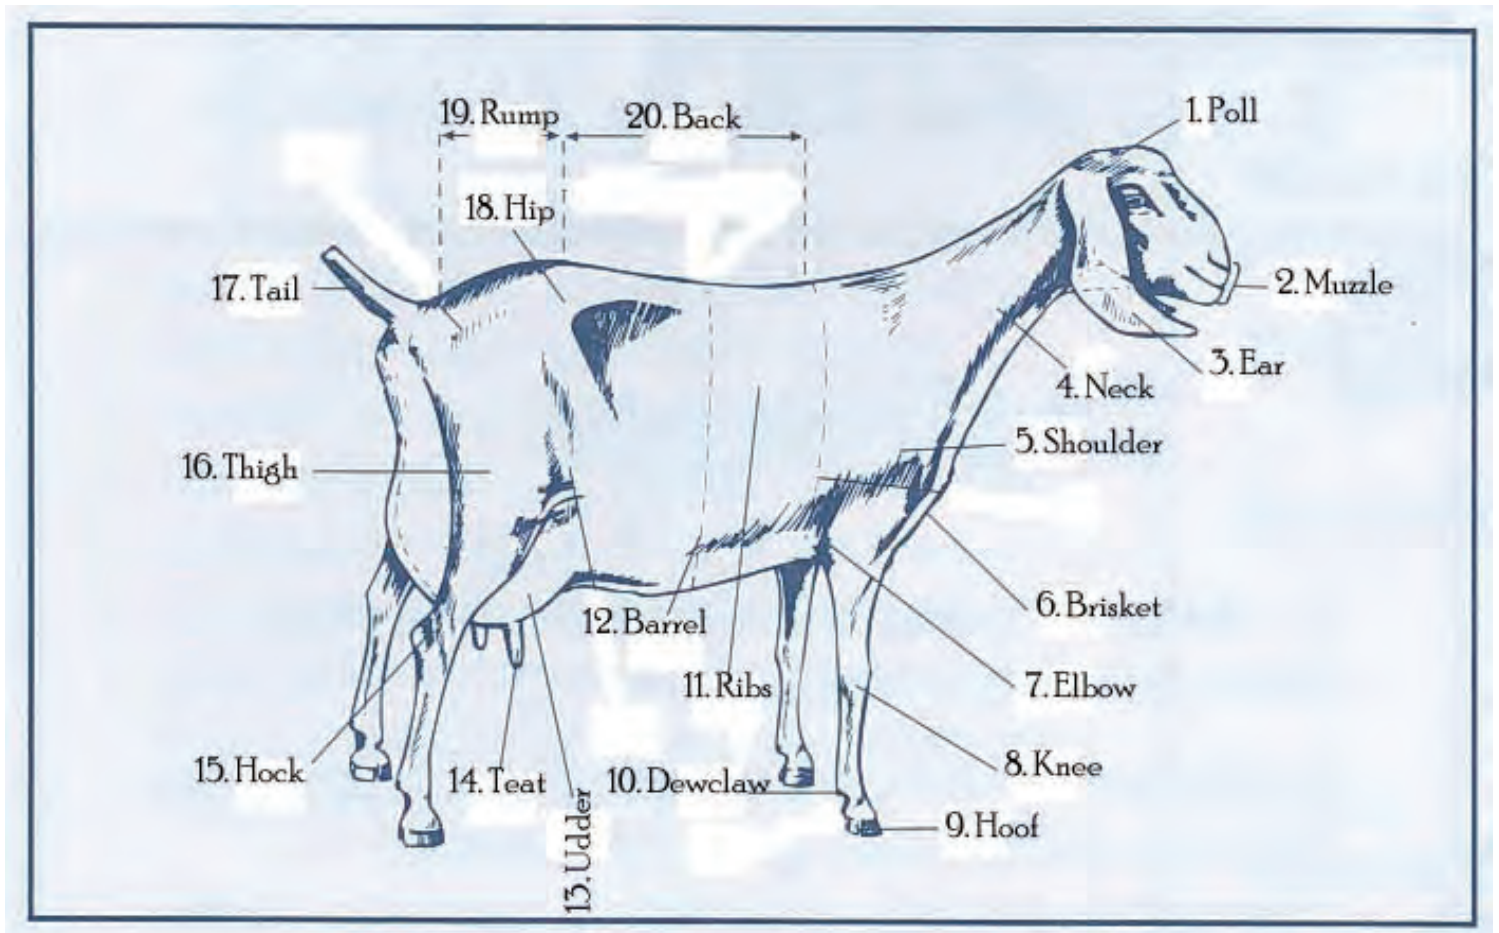 19. Rump
20. Back
1. Poll
18. Hip
17. Tail
2. Muzzle
3. Ear
4. Neck
5. Shoulder
16. Thigh
6. Brisket
12. Barrel
11. Ribs
7. Elbow
15. Hock
14. Teat
10. Dewclaw
8. Knee
13. Udder
9. Hoof